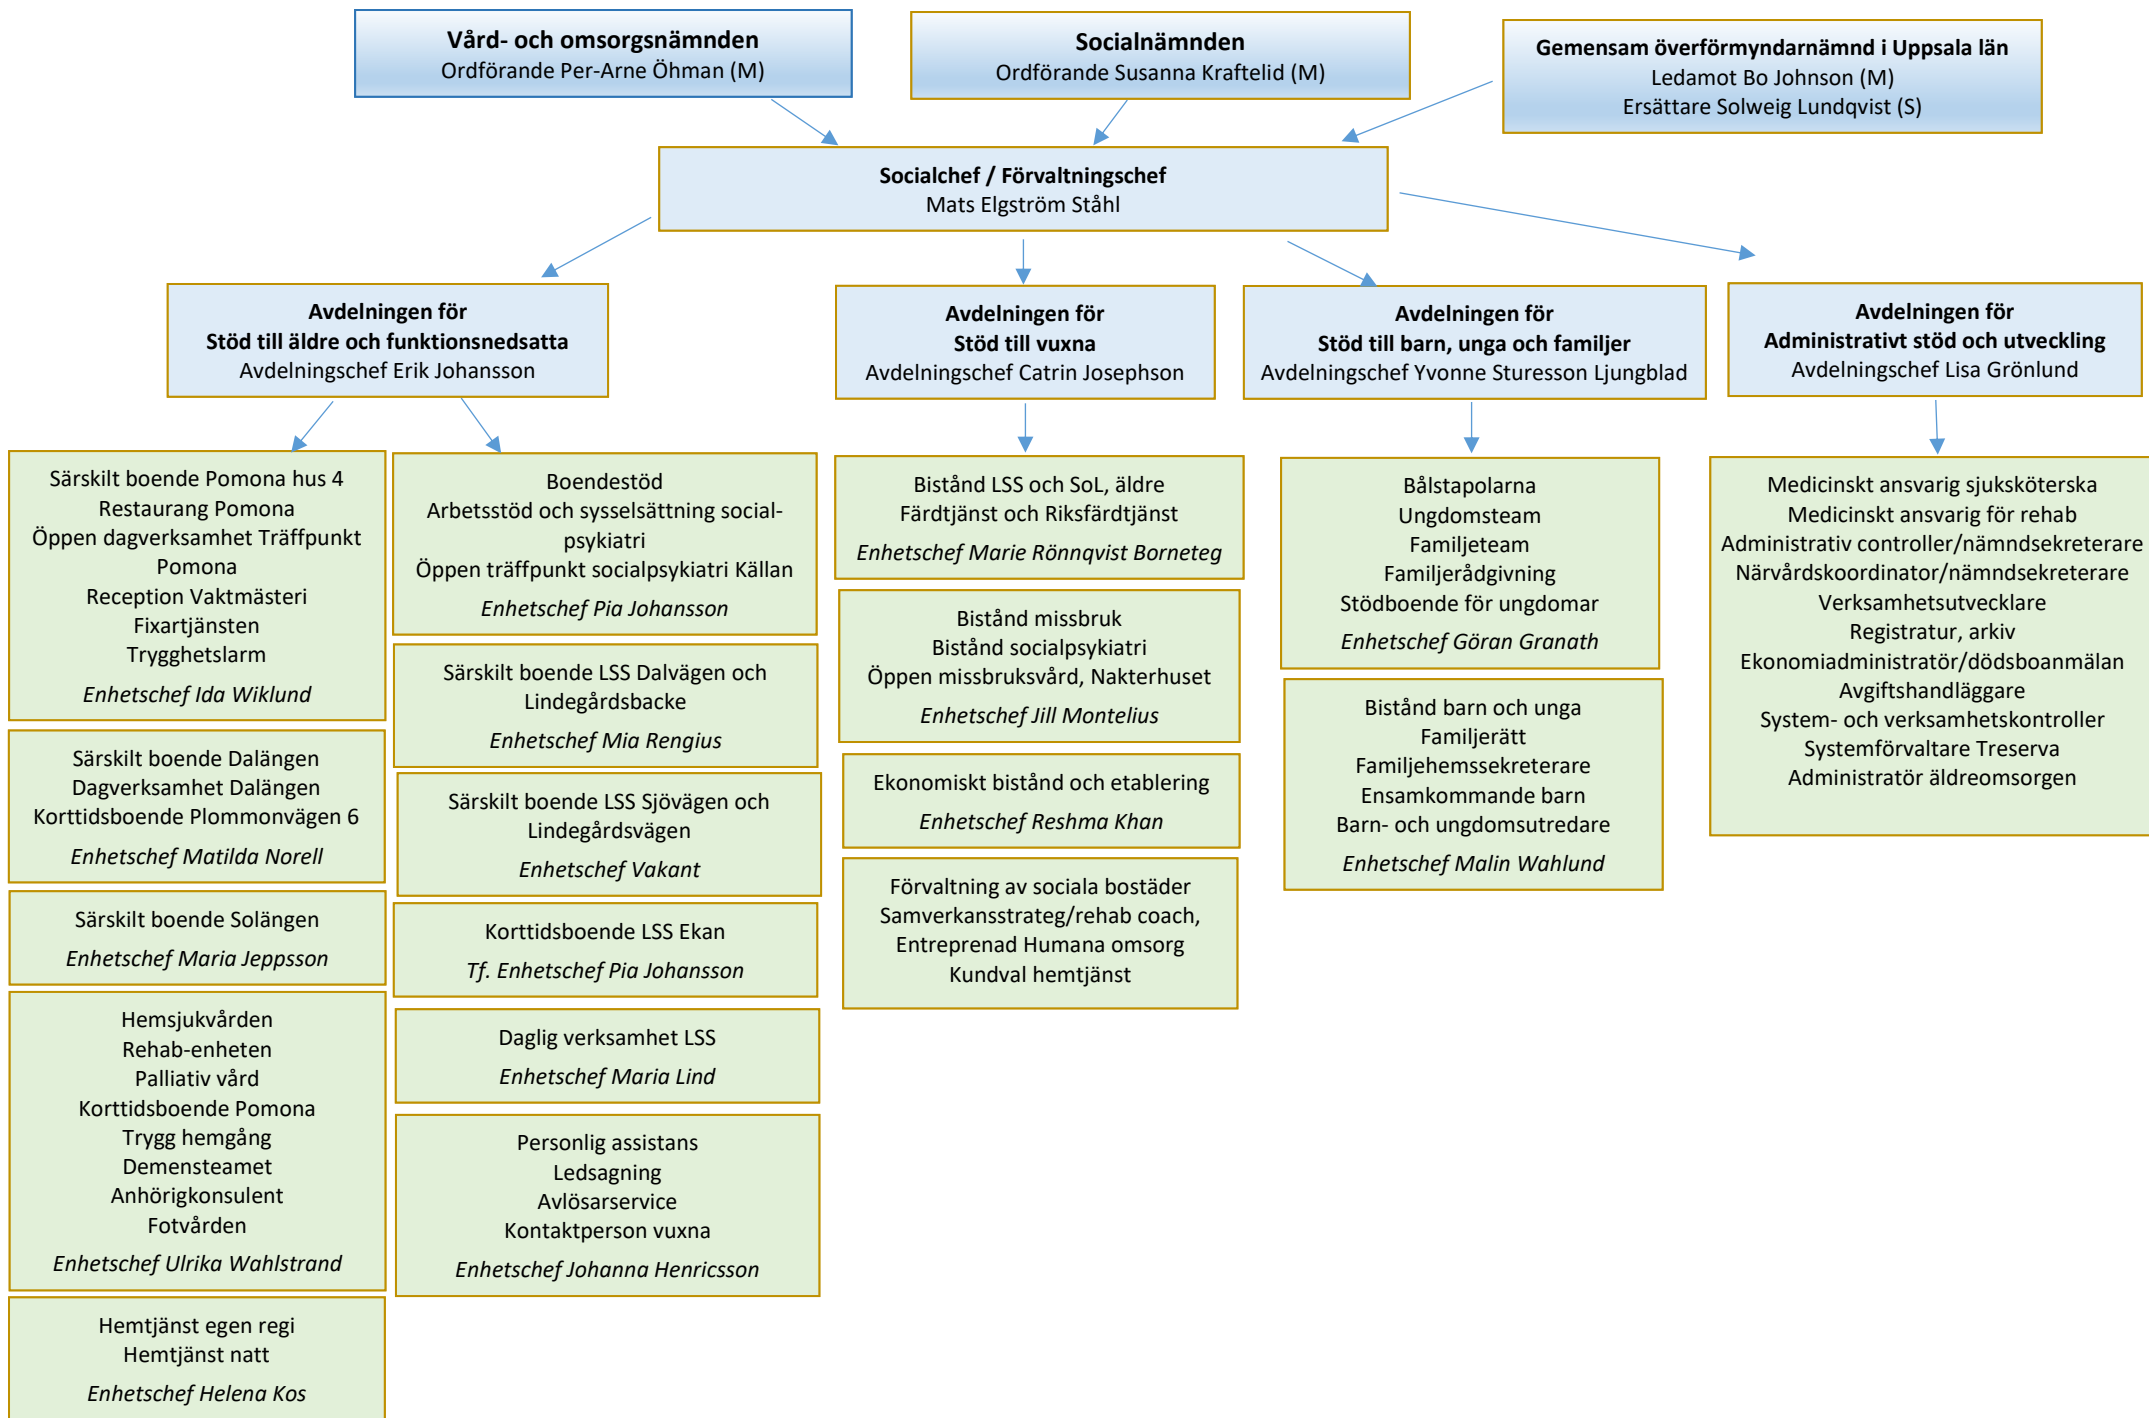 Vård- och omsorgsnämnden
Ordförande Per-Arne Öhman (M)
Socialnämnden
Ordförande Susanna Kraftelid (M)
Gemensam överförmyndarnämnd i Uppsala län
Ledamot Bo Johnson (M)
Ersättare Solweig Lundqvist (S)
Socialchef / Förvaltningschef
Mats Elgström Ståhl
Avdelningen för
Stöd till äldre och funktionsnedsatta
Avdelningschef Erik Johansson
Avdelningen för
Stöd till vuxna
Avdelningschef Catrin Josephson
Avdelningen för
Stöd till barn, unga och familjer
Avdelningschef Yvonne Sturesson Ljungblad
Avdelningen för
Administrativt stöd och utveckling
Avdelningschef Lisa Grönlund
Särskilt boende Pomona hus 4
Restaurang Pomona
Öppen dagverksamhet Träffpunkt
Pomona
Reception Vaktmästeri
Fixartjänsten
Trygghetslarm
Enhetschef Ida Wiklund
Särskilt boende Dalängen
Dagverksamhet Dalängen
Korttidsboende Plommonvägen 6
Enhetschef Matilda Norell
Särskilt boende Solängen
Enhetschef Maria Jeppsson
Hemsjukvården
Rehab-enheten
Palliativ vård
Korttidsboende Pomona
Trygg hemgång
Demensteamet
Anhörigkonsulent
Fotvården
Enhetschef Ulrika Wahlstrand
Hemtjänst egen regi
Hemtjänst natt
Enhetschef Helena Kos
Boendestöd
Arbetsstöd och sysselsättning social-
psykiatri
Öppen träffpunkt socialpsykiatri Källan
Enhetschef Pia Johansson
Särskilt boende LSS Dalvägen och
Lindegårdsbacke
Enhetschef Mia Rengius
Särskilt boende LSS Sjövägen och
Lindegårdsvägen
Enhetschef Vakant
Korttidsboende LSS Ekan
Tf. Enhetschef Pia Johansson
Daglig verksamhet LSS
Enhetschef Maria Lind
Personlig assistans
Ledsagning
Avlösarservice
Kontaktperson vuxna
Enhetschef Johanna Henricsson
Bistånd LSS och SoL, äldre
Färdtjänst och Riksfärdtjänst
Enhetschef Marie Rönnqvist Borneteg
Bistånd missbruk
Bistånd socialpsykiatri
Öppen missbruksvård, Nakterhuset
Enhetschef Jill Montelius
Ekonomiskt bistånd och etablering
Enhetschef Reshma Khan
Förvaltning av sociala bostäder
Samverkansstrateg/rehab coach,
Entreprenad Humana omsorg
Kundval hemtjänst
Bålstapolarna
Ungdomsteam
Familjeteam
Familjerådgivning
Stödboende för ungdomar
Enhetschef Göran Granath
Bistånd barn och unga
Familjerätt
Familjehemssekreterare
Ensamkommande barn
Barn- och ungdomsutredare
Enhetschef Malin Wahlund
Medicinskt ansvarig sjuksköterska
Medicinskt ansvarig för rehab
Administrativ controller/nämndsekreterare
Närvårdskoordinator/nämndsekreterare
Verksamhetsutvecklare
Registratur, arkiv
Ekonomiadministratör/dödsboanmälan
Avgiftshandläggare
System- och verksamhetskontroller
Systemförvaltare Treserva
Administratör äldreomsorgen